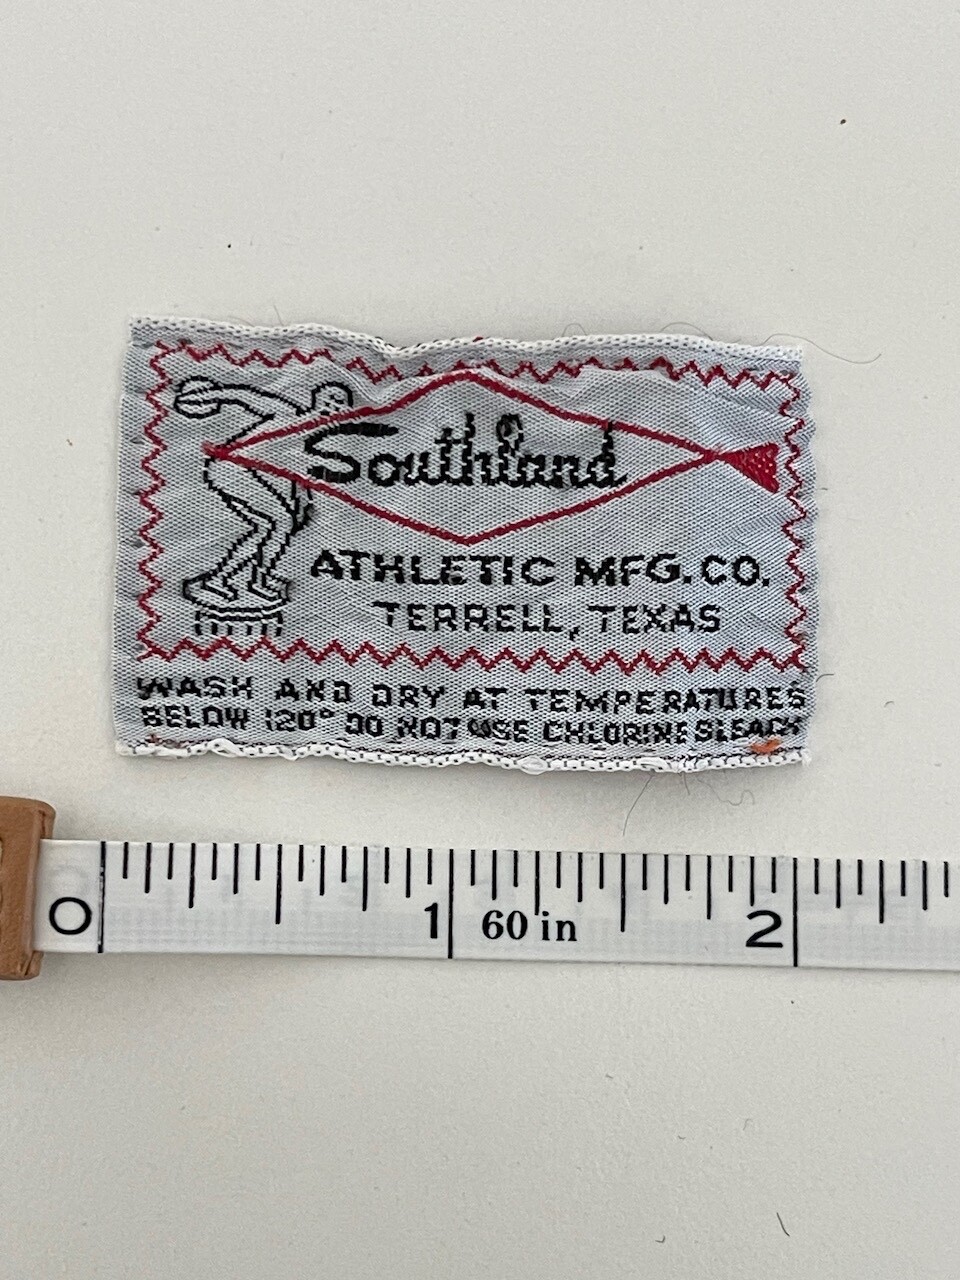 Southland
ATHLETIC MFG. CO.
TERRELL, TEXAS
WASH AND DRY AT TEMPERATURES
BELOW 120° DO NOT USE CHLORINE BLEACH
0 1 60 in 2